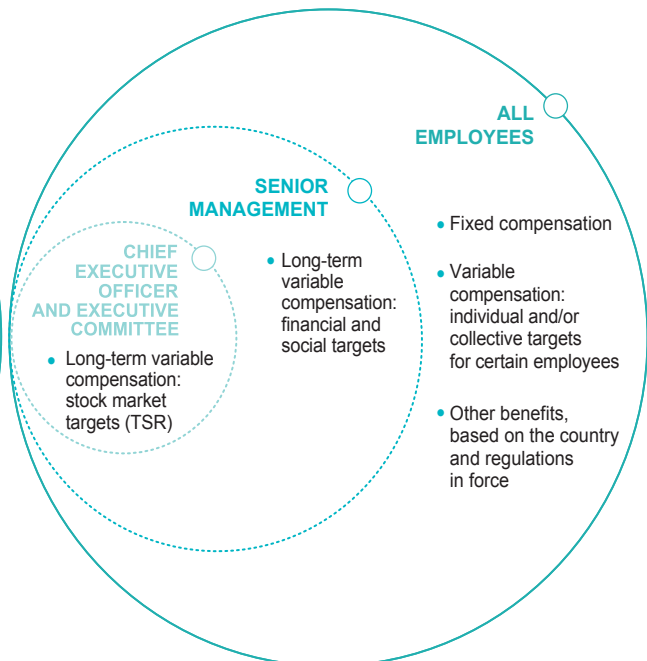 ALL
EMPLOYEES
• Fixed compensation
• Variable
compensation:
individual and/or
collective targets
for certain employees
• Other benefits,
based on the country
and regulations
in force
SENIOR
MANAGEMENT
• Long-term
variable
compensation:
financial and
social targets
CHIEF
EXECUTIVE
OFFICER
AND EXECUTIVE
COMMITTEE
• Long-term variable
compensation:
stock market
targets (TSR)